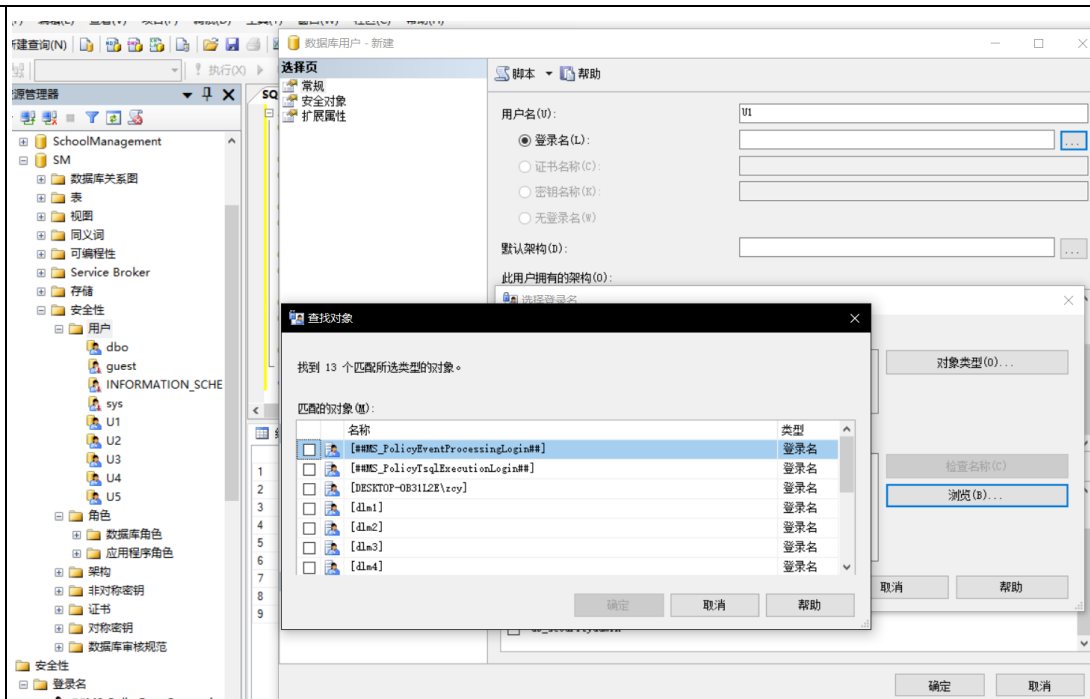 新建查询(N)
执行(X)
资源管理器
SchoolManagement
SM
数据库关系图
表
视图
同义词
可编程性
Service Broker
存储
安全性
用户
dbo
guest
INFORMATION_SCHE
sys
U1
U2
U3
U4
U5
角色
数据库角色
应用程序角色
架构
非对称密钥
证书
对称密钥
数据库审核规范
安全性
登录名
SQ
1
2
3
4
5
6
7
8
9
数据库用户 - 新建
选择页
常规
安全对象
扩展属性
脚本
帮助
用户名(U):
U1
登录名(L):
...
证书名称(C):
密钥名称(K):
无登录名(W)
默认架构(D):
...
此用户拥有的架构(O):
选择登录名
对象类型(O)...
检查名称(C)
浏览(B)...
取消
帮助
查找对象
找到 13 个匹配所选类型的对象。
匹配的对象(M):
名称 类型
[##MS_PolicyEventProcessingLogin##] 登录名
[##MS_PolicyTsqlExecutionLogin##] 登录名
[DESKTOP-OB31L2E\zcy] 登录名
[dlm1] 登录名
[dlm2] 登录名
[dlm3] 登录名
[dlm4] 登录名
确定
取消
帮助
确定
取消